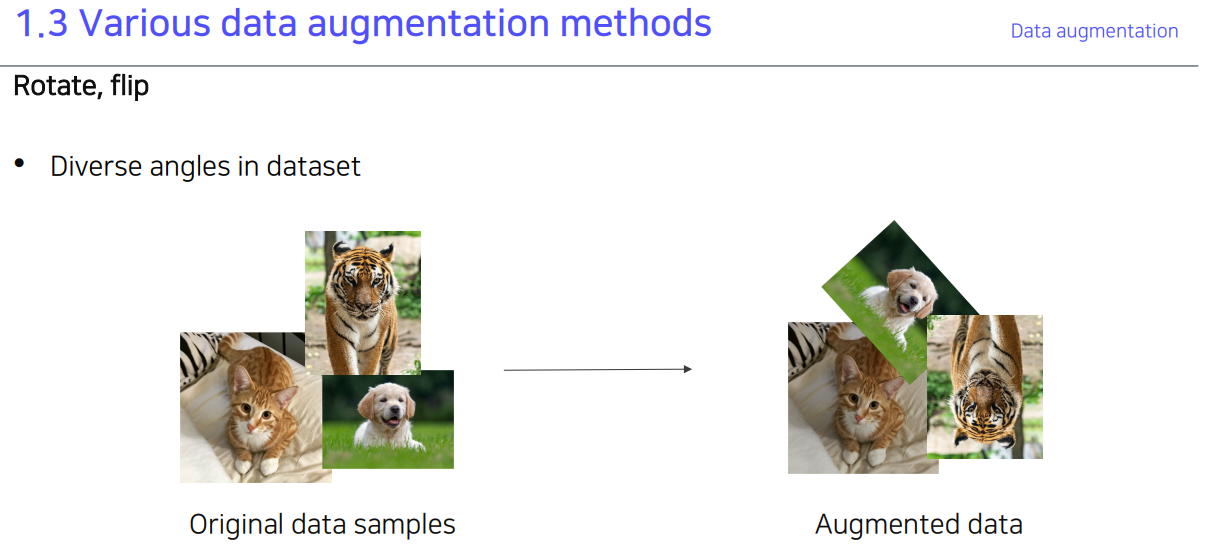 1.3 Various data augmentation methods
Data augmentation
Rotate, flip
• Diverse angles in dataset
Original data samples
Augmented data